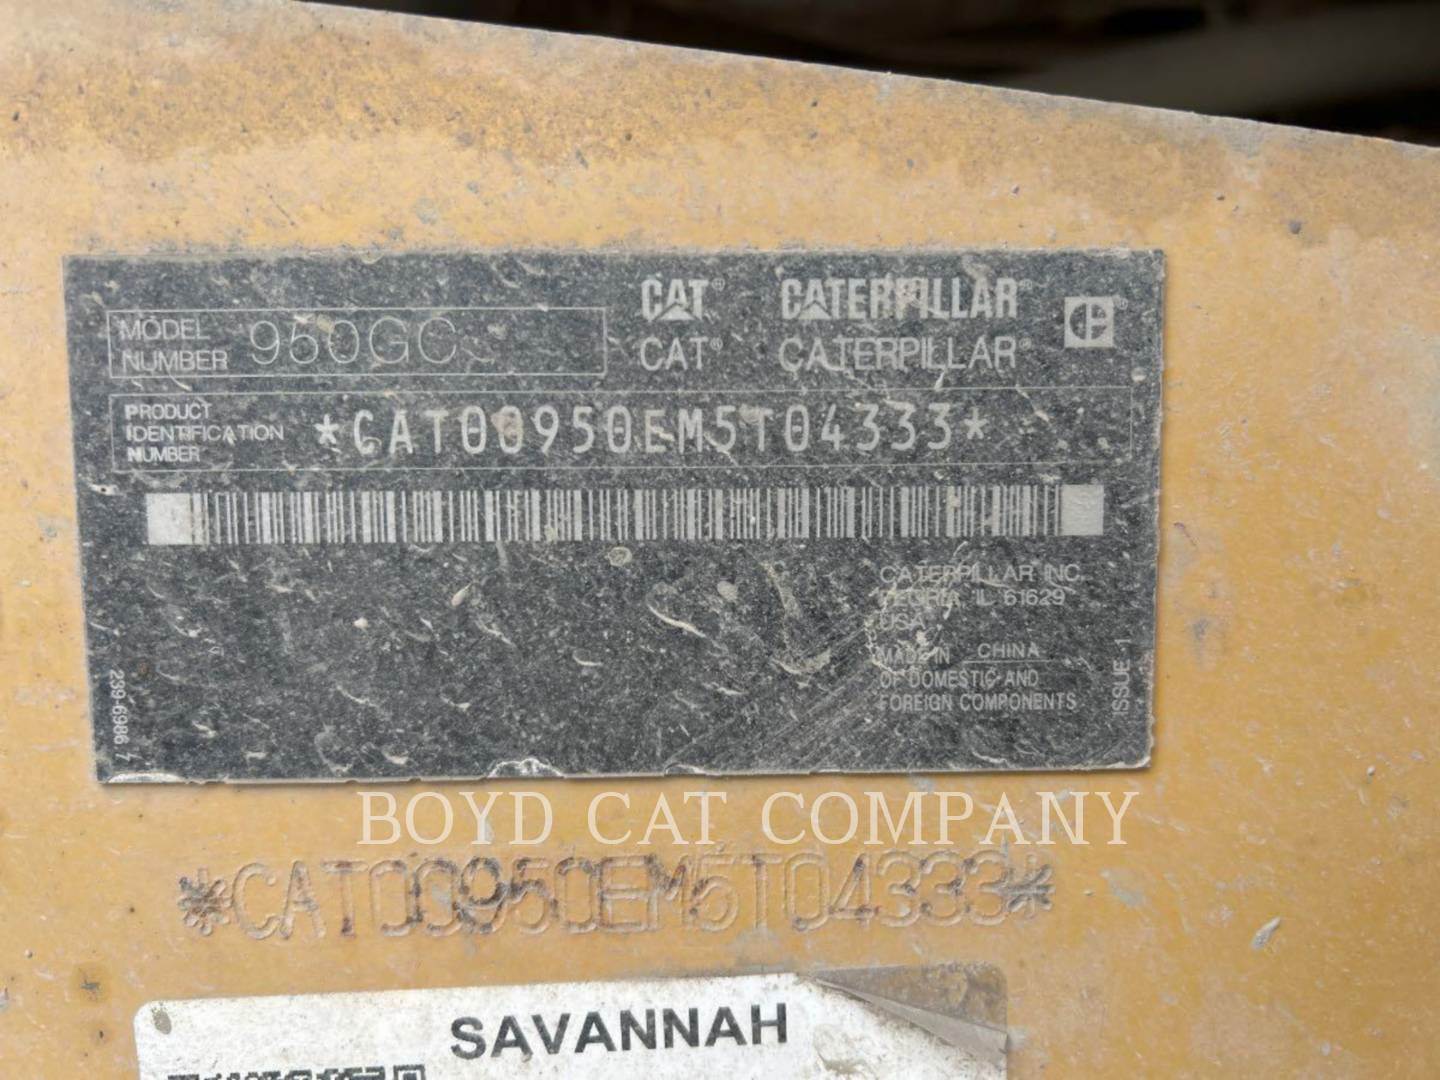 MODEL NUMBER 950GC
CAT® CATERPILLAR
CAT® CATERPILLAR®
PRODUCT IDENTIFICATION NUMBER *CAT00950EM5T04333*
CATERPILLAR INC.
PEORIA, IL 61629
USA
MADE IN CHINA
OF DOMESTIC AND
FOREIGN COMPONENTS
ISSUE 1
239-6986 7
BOYD CAT COMPANY
*CAT00950EM5T04333*
SAVANNAH